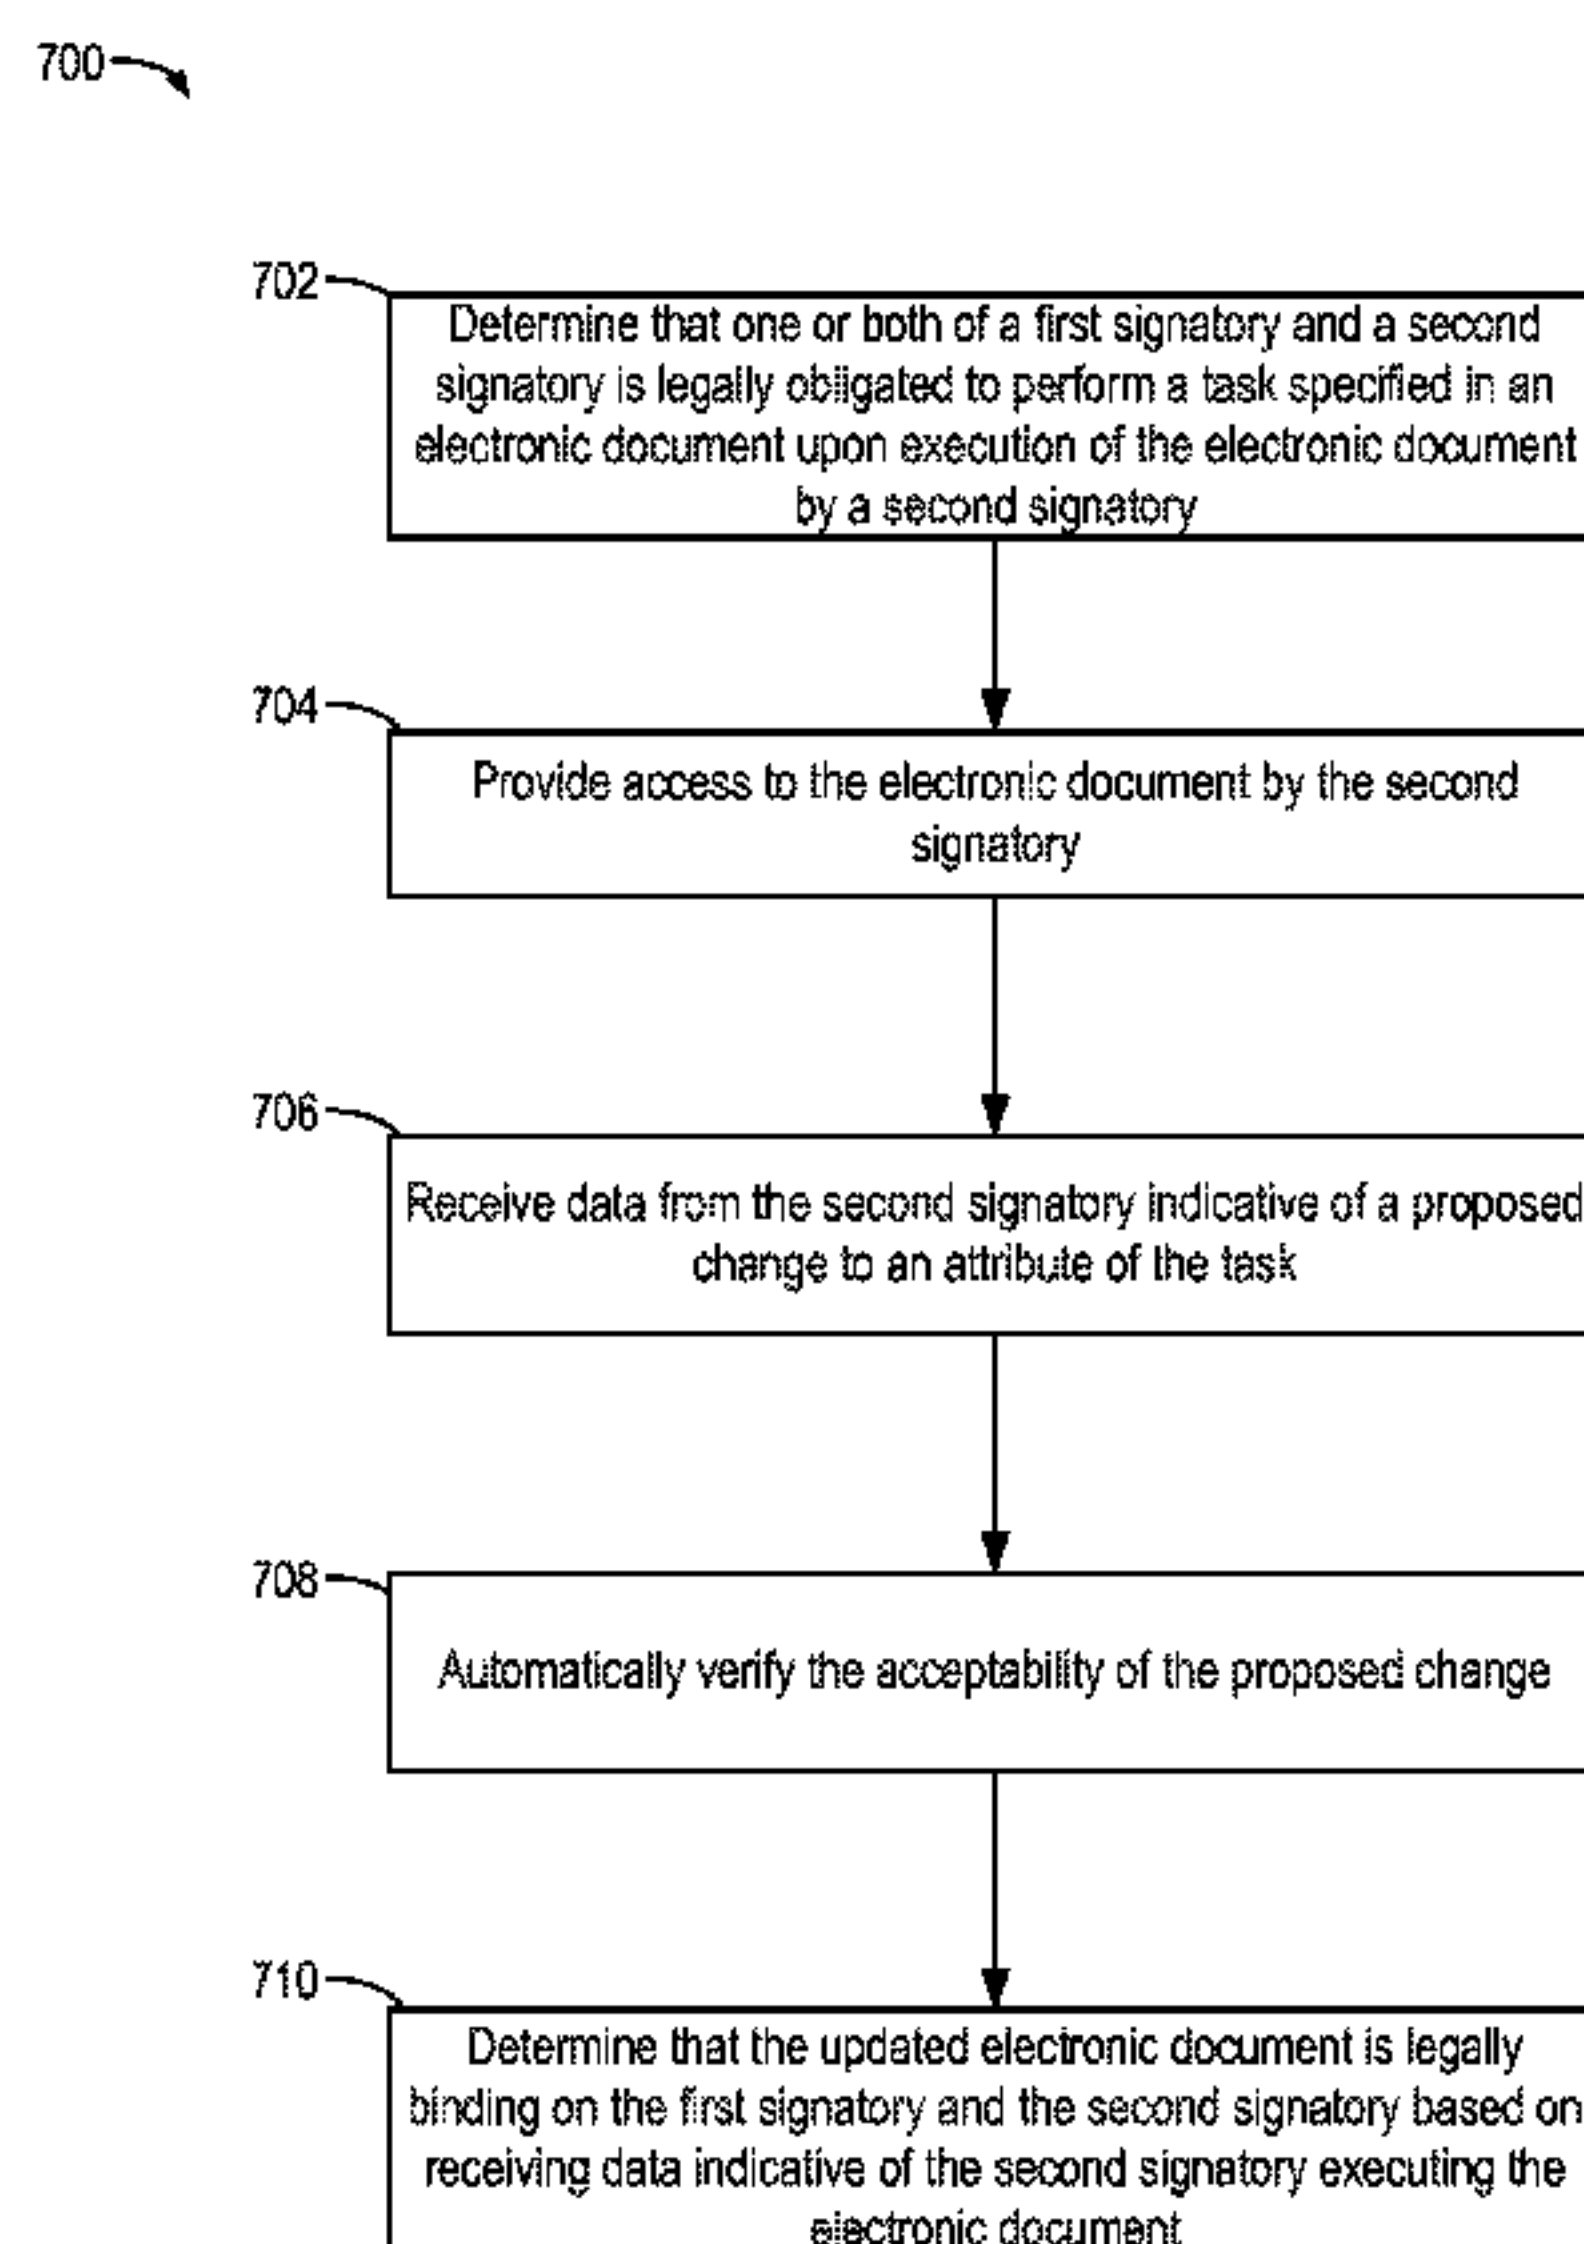 700
702
Determine that one or both of a first signatory and a second
signatory is legally obligated to perform a task specified in an
electronic document upon execution of the electronic document
by a second signatory
704
Provide access to the electronic document by the second
signatory
706
Receive data from the second signatory indicative of a proposed
change to an attribute of the task
708
Automatically verify the acceptability of the proposed change
710
Determine that the updated electronic document is legally
binding on the first signatory and the second signatory based on
receiving data indicative of the second signatory executing the
electronic document